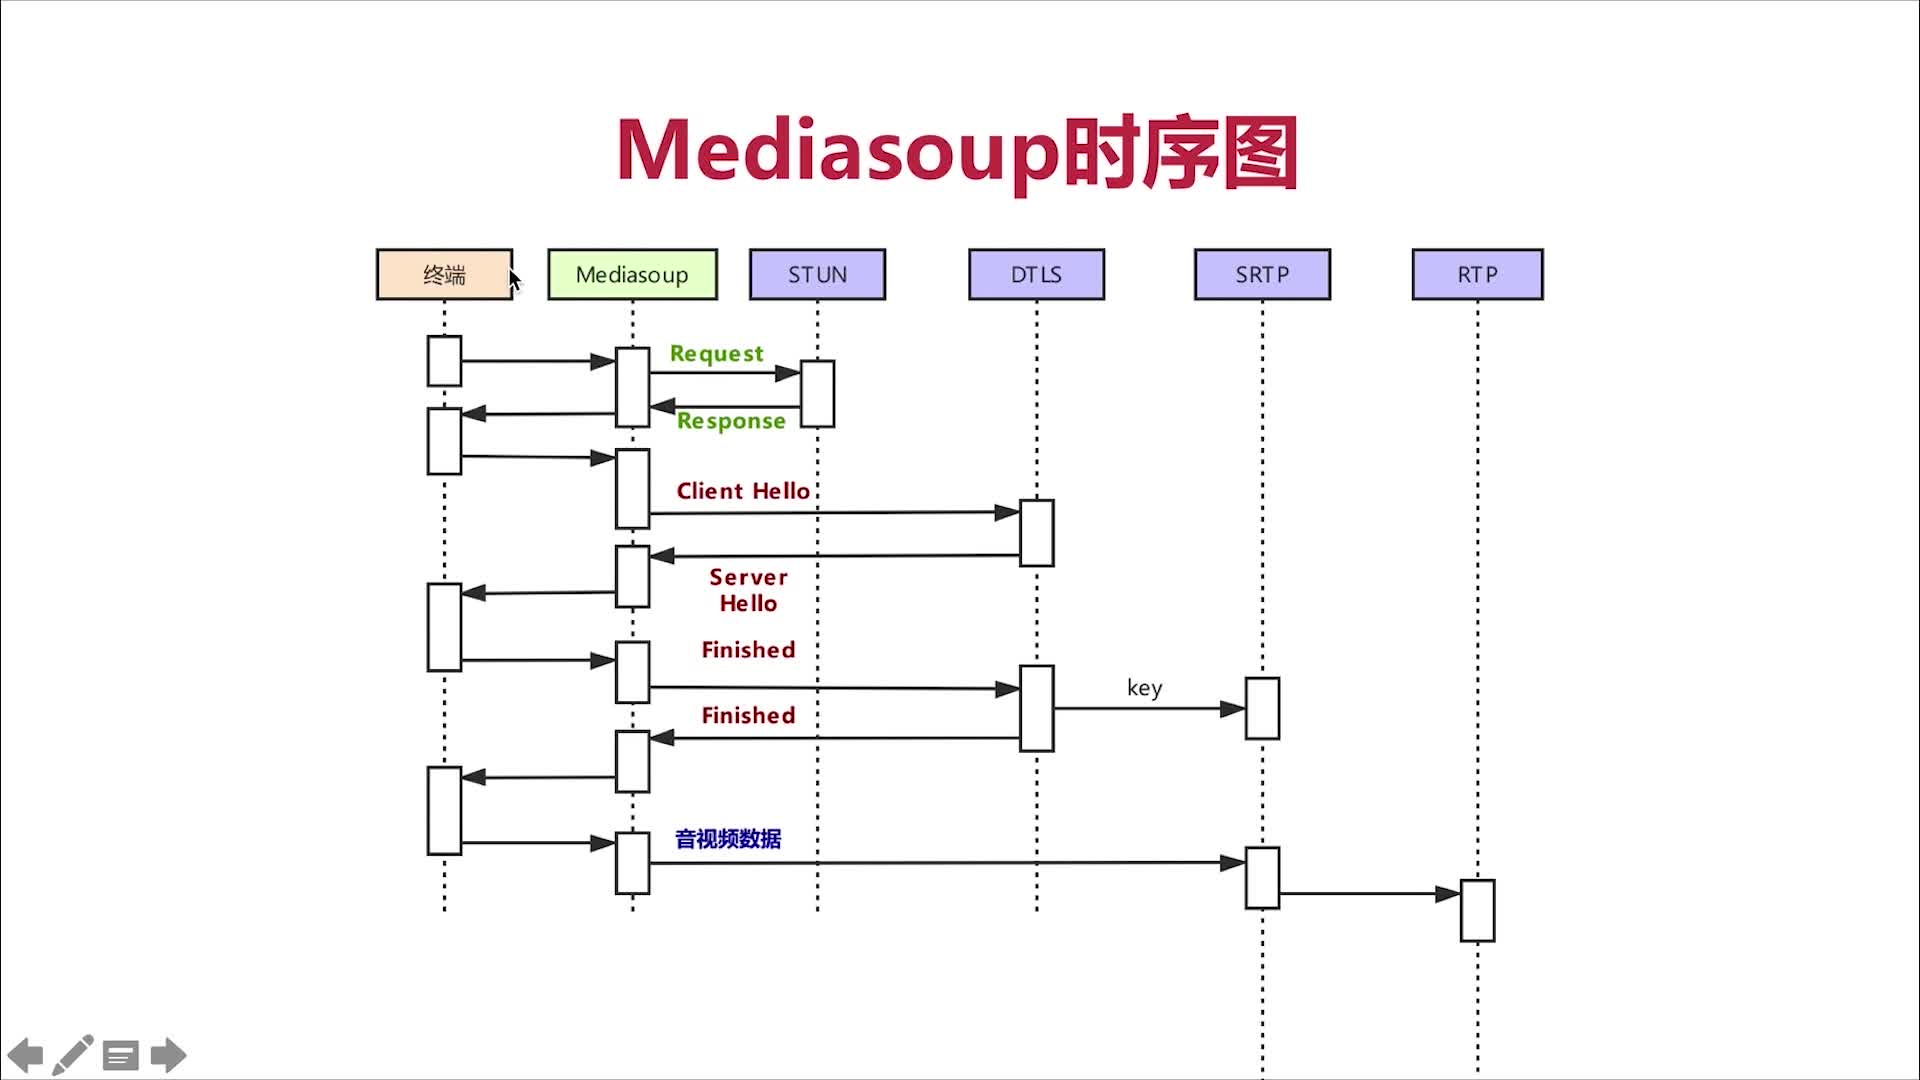 Mediasoup时序图
终端
Mediasoup
STUN
DTLS
SRTP
RTP
Request
Response
Client Hello
Server
Hello
Finished
key
Finished
音视频数据